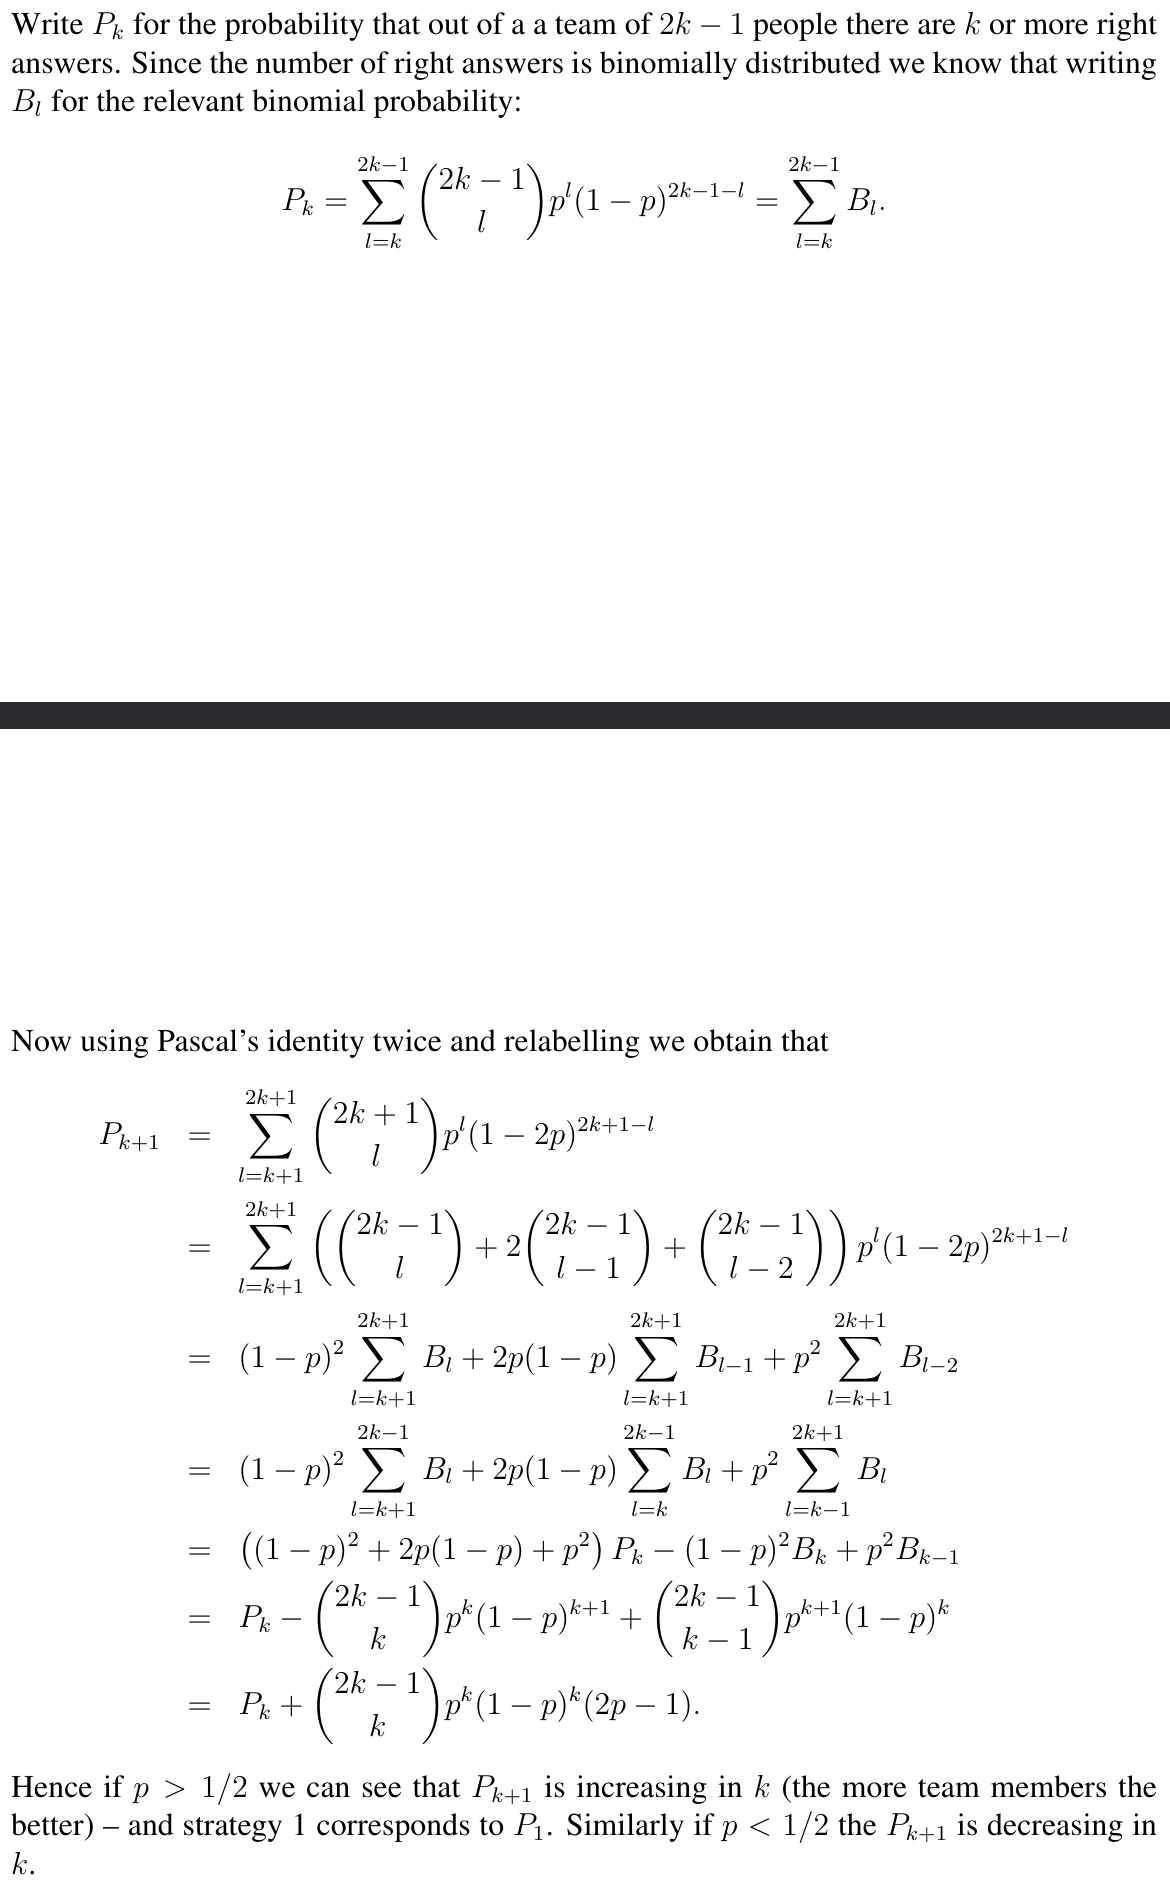 Write $P_k$ for the probability that out of a a team of $2k-1$ people there are $k$ or more right
answers. Since the number of right answers is binomially distributed we know that writing
$B_l$ for the relevant binomial probability:
$P_k = \sum_{l=k}^{2k-1} \binom{2k-1}{l} p^l (1-p)^{2k-1-l} = \sum_{l=k}^{2k-1} B_l.$
Now using Pascal's identity twice and relabelling we obtain that
$P_{k+1} = \sum_{l=k+1}^{2k+1} \binom{2k+1}{l} p^l (1-2p)^{2k+1-l}$
$= \sum_{l=k+1}^{2k+1} \left( \binom{2k-1}{l} + 2\binom{2k-1}{l-1} + \binom{2k-1}{l-2} \right) p^l (1-2p)^{2k+1-l}$
$= (1-p)^2 \sum_{l=k+1}^{2k+1} B_l + 2p(1-p) \sum_{l=k+1}^{2k+1} B_{l-1} + p^2 \sum_{l=k+1}^{2k+1} B_{l-2}$
$= (1-p)^2 \sum_{l=k+1}^{2k-1} B_l + 2p(1-p) \sum_{l=k}^{2k-1} B_l + p^2 \sum_{l=k-1}^{2k+1} B_l$
$= \left( (1-p)^2 + 2p(1-p) + p^2 \right) P_k - (1-p)^2 B_k + p^2 B_{k-1}$
$= P_k - \binom{2k-1}{k} p^k (1-p)^{k+1} + \binom{2k-1}{k-1} p^{k+1} (1-p)^k$
$= P_k + \binom{2k-1}{k} p^k (1-p)^k (2p-1).$
Hence if $p > 1/2$ we can see that $P_{k+1}$ is increasing in $k$ (the more team members the
better) – and strategy 1 corresponds to $P_1$. Similarly if $p < 1/2$ the $P_{k+1}$ is decreasing in
$k$.